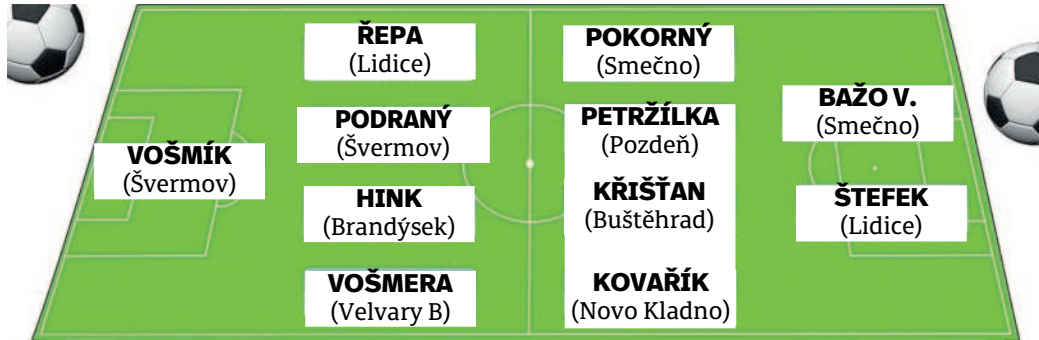 VOŠMÍK
(Švermov)
ŘEPA
(Lidice)
PODRANÝ
(Švermov)
HINK
(Brandýsek)
VOŠMERA
(Velvary B)
POKORNÝ
(Smečno)
PETRŽÍLKA
(Pozdeň)
KŘIŠŤAN
(Buštěhrad)
KOVAŘÍK
(Novo Kladno)
BAŽO V.
(Smečno)
ŠTEFEK
(Lidice)